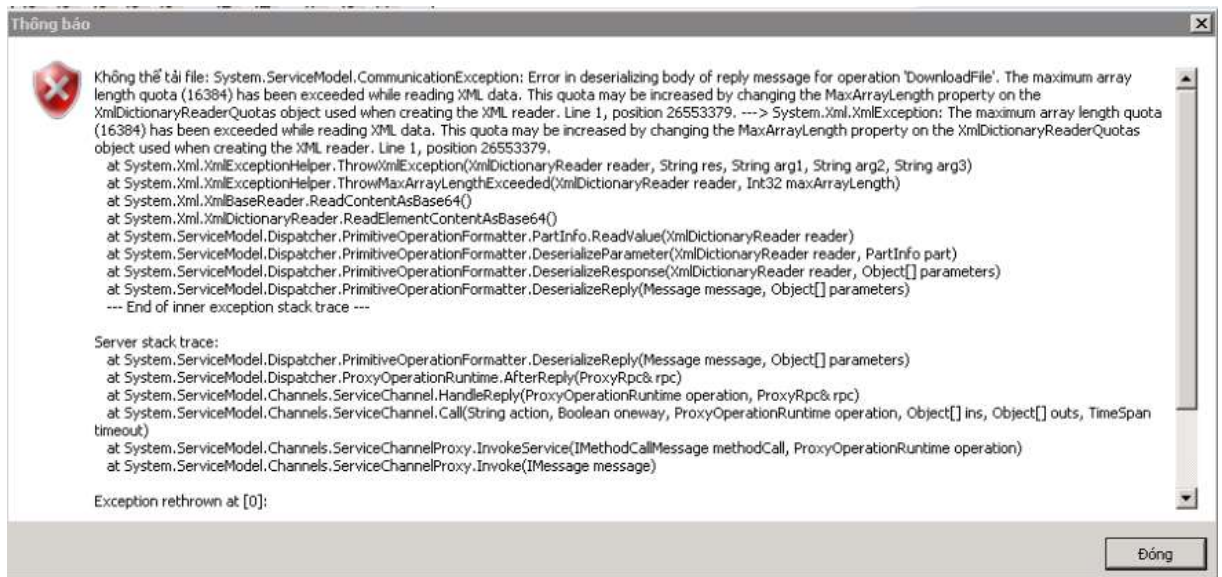 Thông báo
Không thể tải file: System.ServiceModel.CommunicationException: Error in deserializing body of reply message for operation 'DownloadFile'. The maximum array
length quota (16384) has been exceeded while reading XML data. This quota may be increased by changing the MaxArrayLength property on the
XmlDictionaryReaderQuotas object used when creating the XML reader. Line 1, position 26553379. ---> System.Xml.XmlException: The maximum array length quota
(16384) has been exceeded while reading XML data. This quota may be increased by changing the MaxArrayLength property on the XmlDictionaryReaderQuotas
object used when creating the XML reader. Line 1, position 26553379.
at System.Xml.XmlExceptionHelper.ThrowXmlException(XmlDictionaryReader reader, String res, String arg1, String arg2, String arg3)
at System.Xml.XmlExceptionHelper.ThrowMaxArrayLengthExceeded(XmlDictionaryReader reader, Int32 maxArrayLength)
at System.Xml.XmlBaseReader.ReadContentAsBase64()
at System.Xml.XmlDictionaryReader.ReadElementContentAsBase64()
at System.ServiceModel.Dispatcher.PrimitiveOperationFormatter.PartInfo.ReadValue(XmlDictionaryReader reader)
at System.ServiceModel.Dispatcher.PrimitiveOperationFormatter.DeserializeParameter(XmlDictionaryReader reader, PartInfo part)
at System.ServiceModel.Dispatcher.PrimitiveOperationFormatter.DeserializeResponse(XmlDictionaryReader reader, Object[] parameters)
at System.ServiceModel.Dispatcher.PrimitiveOperationFormatter.DeserializeReply(Message message, Object[] parameters)
--- End of inner exception stack trace ---
Server stack trace:
at System.ServiceModel.Dispatcher.PrimitiveOperationFormatter.DeserializeReply(Message message, Object[] parameters)
at System.ServiceModel.Dispatcher.ProxyOperationRuntime.AfterReply(ProxyRpc& rpc)
at System.ServiceModel.Channels.ServiceChannel.HandleReply(ProxyOperationRuntime operation, ProxyRpc& rpc)
at System.ServiceModel.Channels.ServiceChannel.Call(String action, Boolean oneway, ProxyOperationRuntime operation, Object[] ins, Object[] outs, TimeSpan
timeout)
at System.ServiceModel.Channels.ServiceChannelProxy.InvokeService(IMethodCallMessage methodCall, ProxyOperationRuntime operation)
at System.ServiceModel.Channels.ServiceChannelProxy.Invoke(IMessage message)
Exception rethrown at [0]:
Đóng